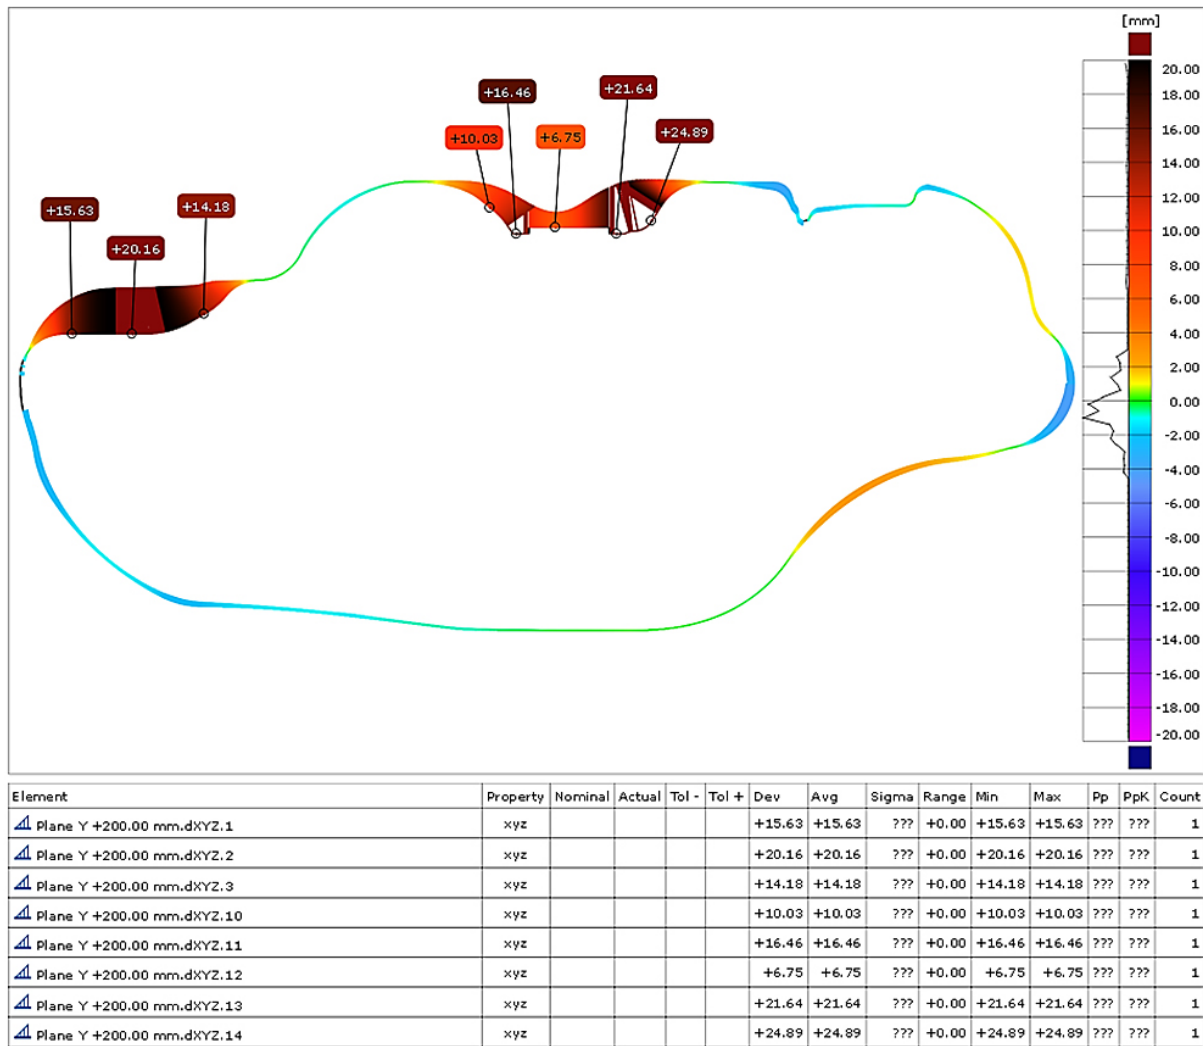 [mm]
+16.46
+21.64
+10.03
+6.75
+24.89
+15.63
+14.18
+20.16
20.00
18.00
16.00
14.00
12.00
10.00
8.00
6.00
4.00
2.00
0.00
-2.00
-4.00
-6.00
-8.00
-10.00
-12.00
-14.00
-16.00
-18.00
-20.00
Element Property Nominal Actual Tol - Tol + Dev Avg Sigma Range Min Max Pp PpK Count
Plane Y +200.00 mm.dXYZ.1 xyz +15.63 +15.63 ??? +0.00 +15.63 +15.63 ??? ??? 1
Plane Y +200.00 mm.dXYZ.2 xyz +20.16 +20.16 ??? +0.00 +20.16 +20.16 ??? ??? 1
Plane Y +200.00 mm.dXYZ.3 xyz +14.18 +14.18 ??? +0.00 +14.18 +14.18 ??? ??? 1
Plane Y +200.00 mm.dXYZ.10 xyz +10.03 +10.03 ??? +0.00 +10.03 +10.03 ??? ??? 1
Plane Y +200.00 mm.dXYZ.11 xyz +16.46 +16.46 ??? +0.00 +16.46 +16.46 ??? ??? 1
Plane Y +200.00 mm.dXYZ.12 xyz +6.75 +6.75 ??? +0.00 +6.75 +6.75 ??? ??? 1
Plane Y +200.00 mm.dXYZ.13 xyz +21.64 +21.64 ??? +0.00 +21.64 +21.64 ??? ??? 1
Plane Y +200.00 mm.dXYZ.14 xyz +24.89 +24.89 ??? +0.00 +24.89 +24.89 ??? ??? 1